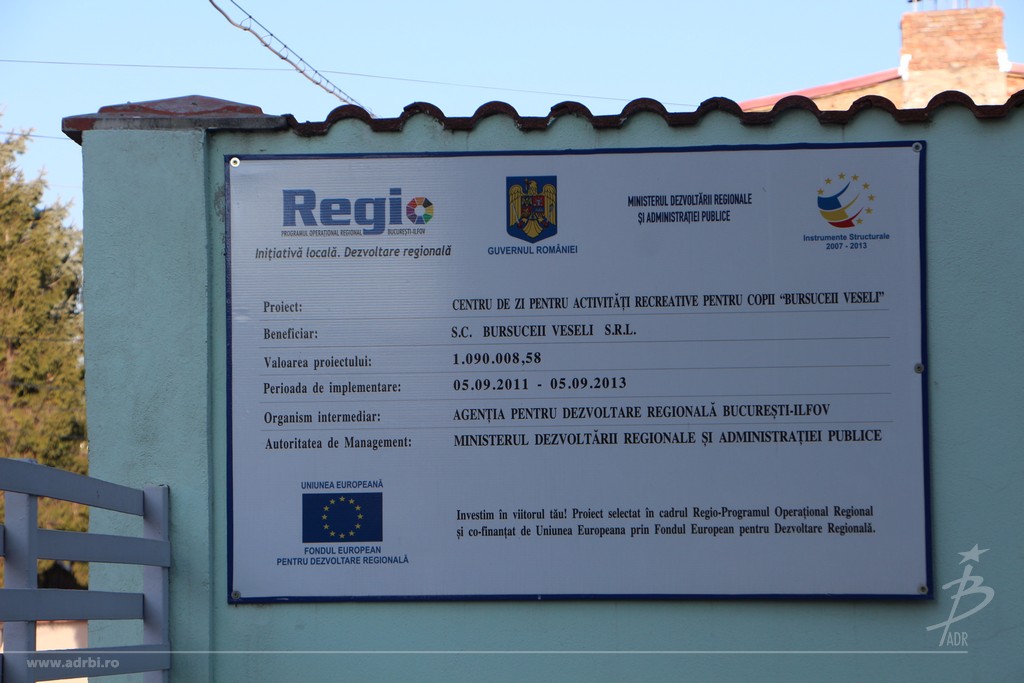 Regio
PROGRAMUL OPERAȚIONAL REGIONAL BUCUREȘTI-ILFOV
Inițiativă locală. Dezvoltare regională
GUVERNUL ROMÂNIEI
MINISTERUL DEZVOLTĂRII REGIONALE
ȘI ADMINISTRAȚIEI PUBLICE
Instrumente Structurale
2007 - 2013
Proiect: CENTRU DE ZI PENTRU ACTIVITĂȚI RECREATIVE PENTRU COPII “BURSUCEII VESELI”
Beneficiar: S.C. BURSUCEII VESELI S.R.L.
Valoarea proiectului: 1.090.008,58
Perioada de implementare: 05.09.2011 - 05.09.2013
Organism intermediar: AGENȚIA PENTRU DEZVOLTARE REGIONALĂ BUCUREȘTI-ILFOV
Autoritatea de Management: MINISTERUL DEZVOLTĂRII REGIONALE ȘI ADMINISTRAȚIEI PUBLICE
UNIUNEA EUROPEANĂ
FONDUL EUROPEAN
PENTRU DEZVOLTARE REGIONALĂ
Investim în viitorul tău! Proiect selectat în cadrul Regio-Programul Operațional Regional
și co-finanțat de Uniunea Europeana prin Fondul European pentru Dezvoltare Regională.
B
ADR
www.adrbi.ro